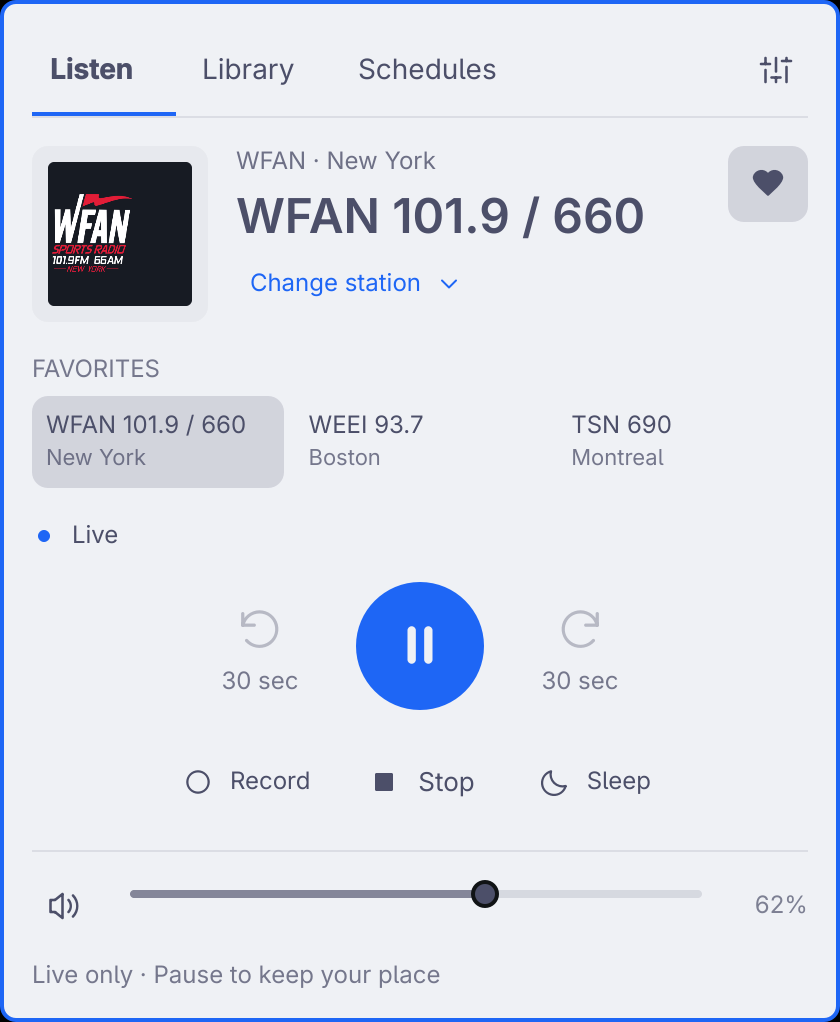 Listen Library Schedules
WFAN
SPORTS RADIO
101.9FM 66AM
NEW YORK
WFAN · New York
WFAN 101.9 / 660
Change station
FAVORITES
WFAN 101.9 / 660 WEEI 93.7 TSN 690
New York Boston Montreal
Live
30 sec 30 sec
Record Stop Sleep
62%
Live only · Pause to keep your place